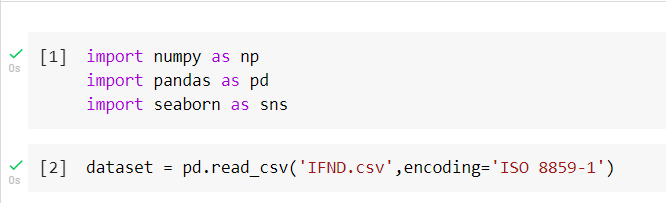 [1] import numpy as np
import pandas as pd
import seaborn as sns
0s
[2] dataset = pd.read_csv('IFND.csv',encoding='ISO 8859-1')
0s